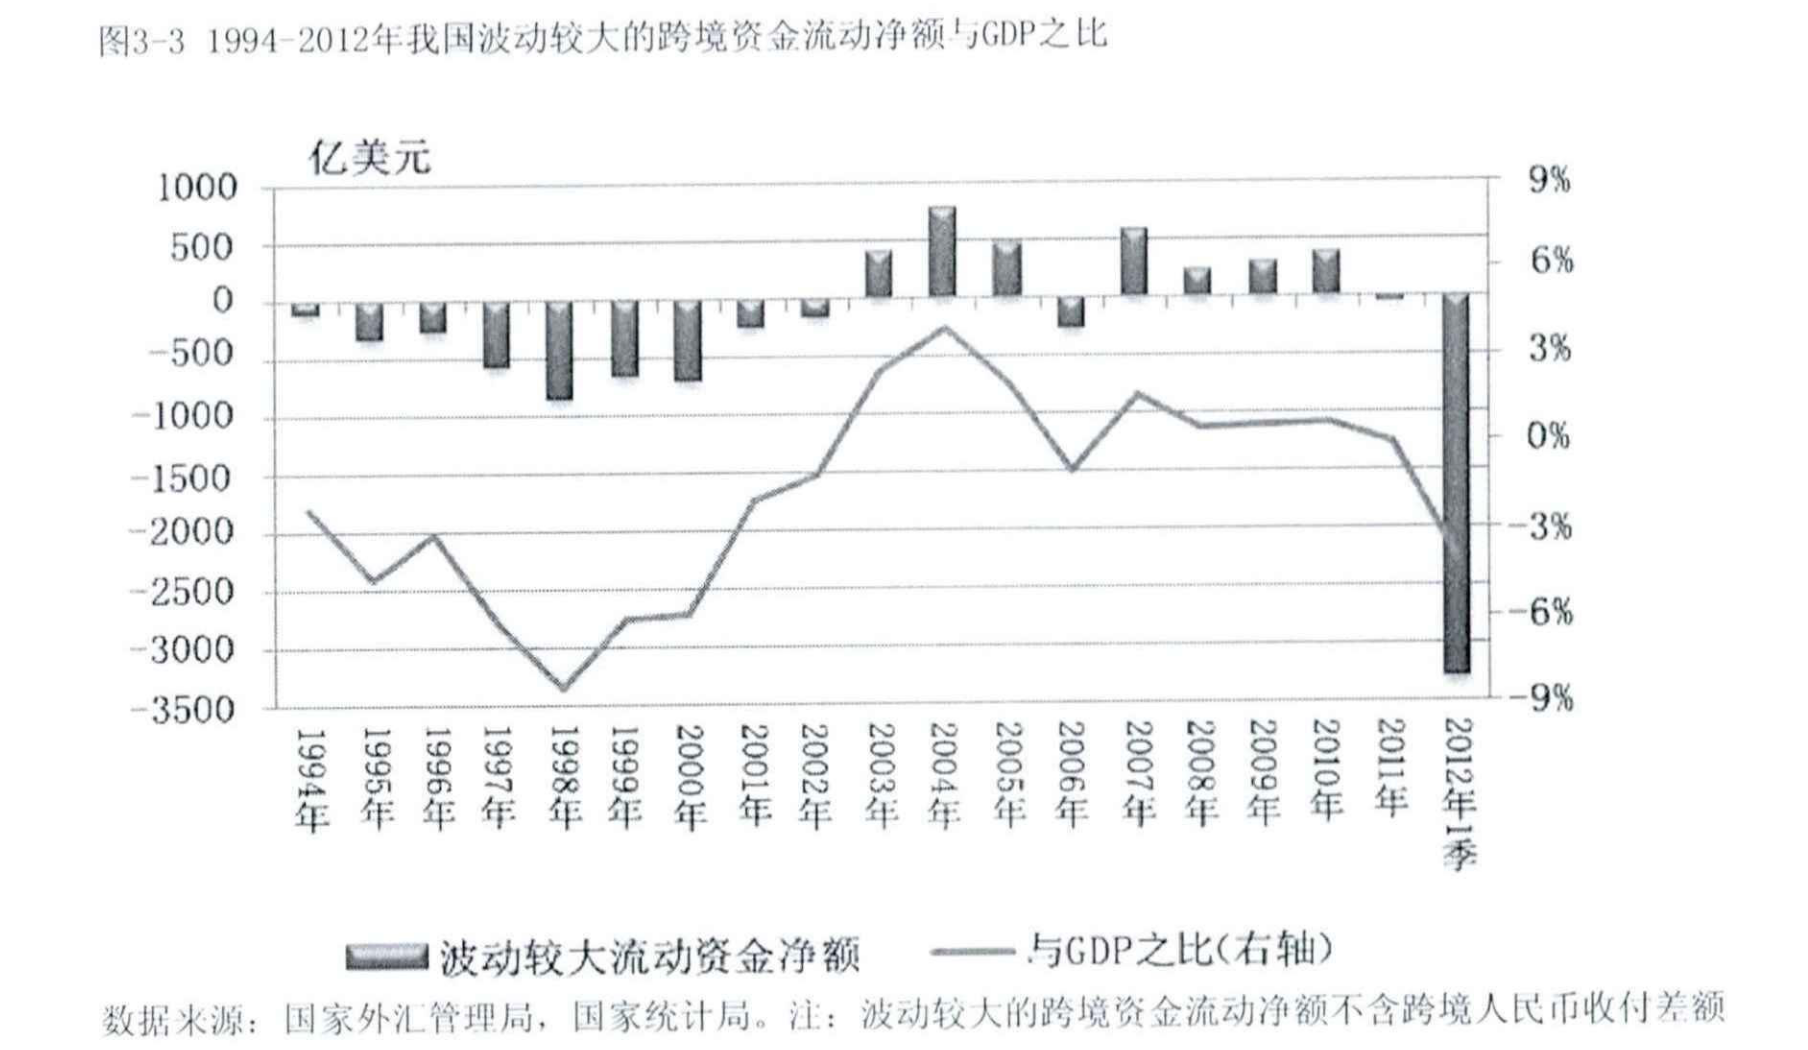 图3-3 1994-2012年我国波动较大的跨境资金流动净额与GDP之比
亿美元
1000
500
0
-500
-1000
-1500
-2000
-2500
-3000
-3500
9%
6%
3%
0%
-3%
-6%
-9%
1994年
1995年
1996年
1997年
1998年
1999年
2000年
2001年
2002年
2003年
2004年
2005年
2006年
2007年
2008年
2009年
2010年
2011年
2012年1季
波动较大流动资金净额
与GDP之比(右轴)
数据来源：国家外汇管理局，国家统计局。注：波动较大的跨境资金流动净额不含跨境人民币收付差额